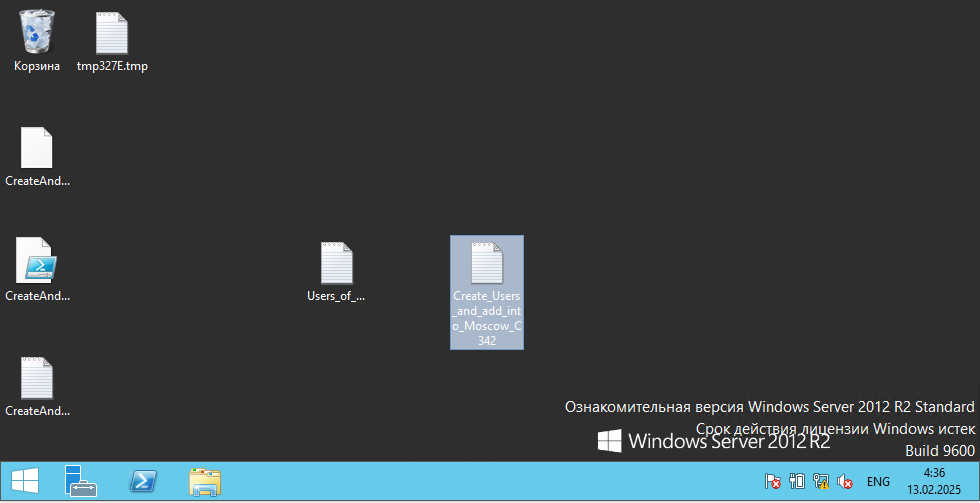 Корзина
tmp327E.tmp
CreateAnd...
CreateAnd...
Users_of_...
Create_Users
_and_add_int
o_Moscow_C
342
CreateAnd...
Ознакомительная версия Windows Server 2012 R2 Standard
Срок действия лицензии Windows истек
Windows Server 2012 R2
Build 9600
ENG
4:36
13.02.2025